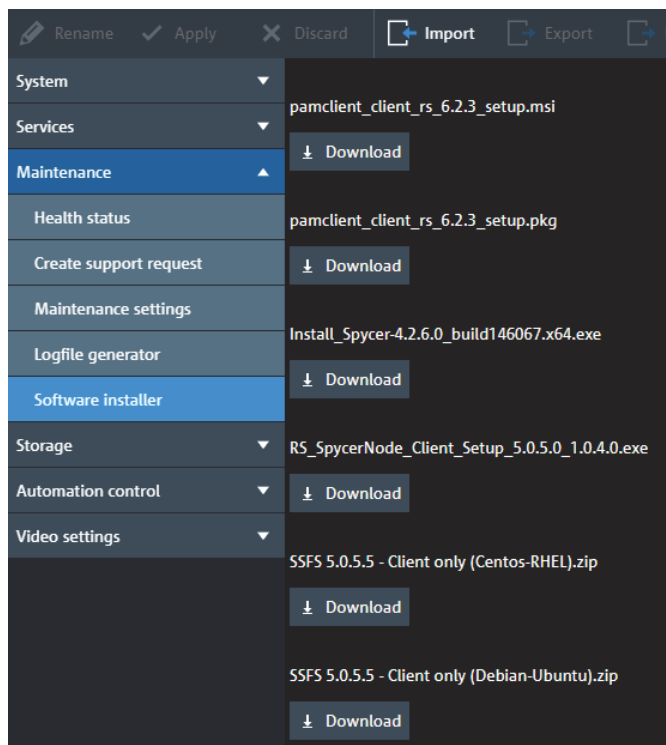 Rename Apply Discard Import Export
System
Services
Maintenance
Health status
Create support request
Maintenance settings
Logfile generator
Software installer
Storage
Automation control
Video settings
pamclient_client_rs_6.2.3_setup.msi
Download
pamclient_client_rs_6.2.3_setup.pkg
Download
Install_Spycer-4.2.6.0_build146067.x64.exe
Download
RS_SpycerNode_Client_Setup_5.0.5.0_1.0.4.0.exe
Download
SSFS 5.0.5.5 - Client only (Centos-RHEL).zip
Download
SSFS 5.0.5.5 - Client only (Debian-Ubuntu).zip
Download